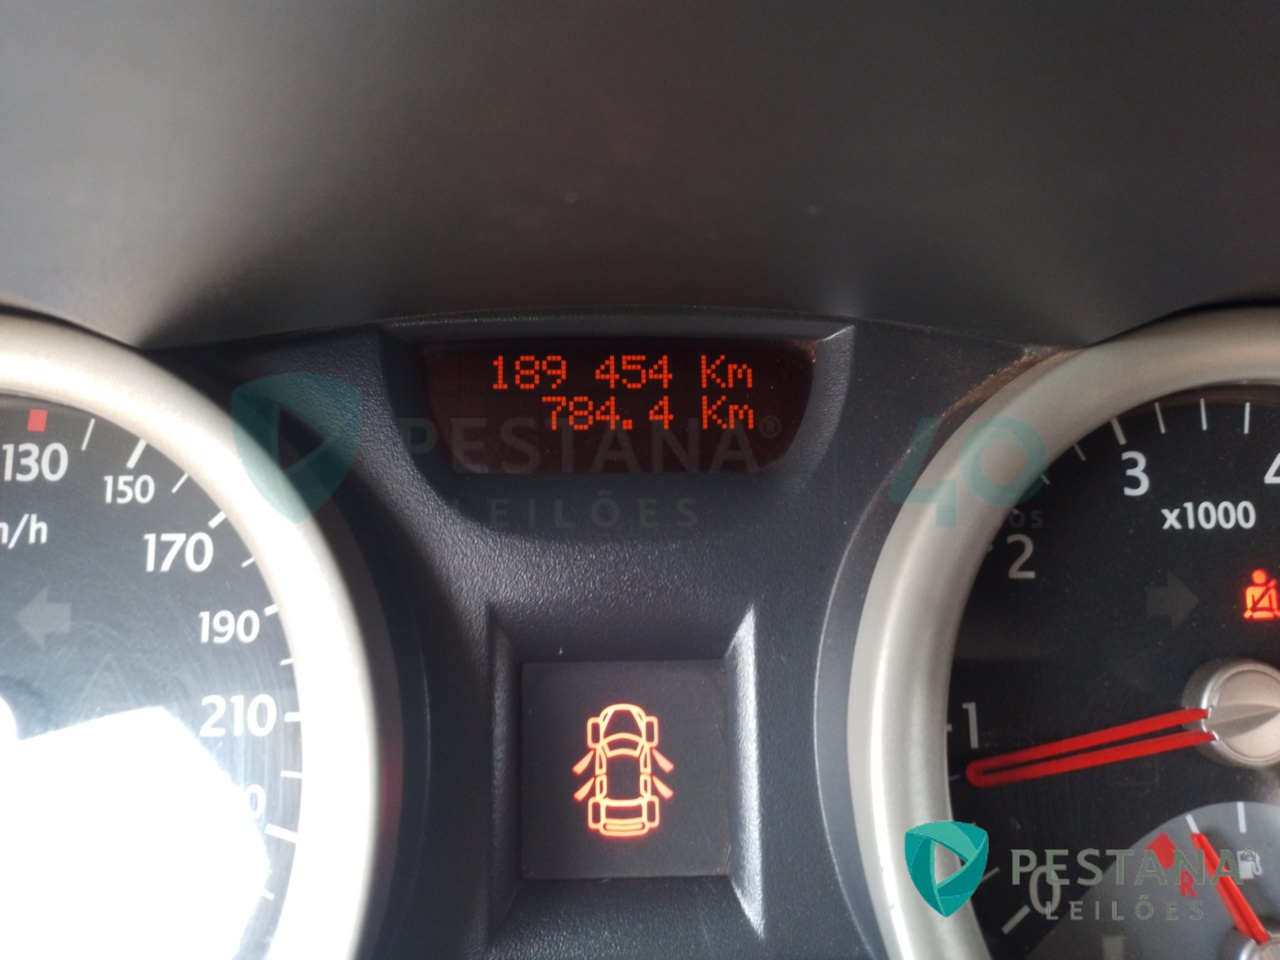 189 454 Km
784.4 Km
PESTANA®
LEILÕES
40
130
150
170
190
210
3
4
x1000
2
1
0
R
PESTANA
LEILÕES